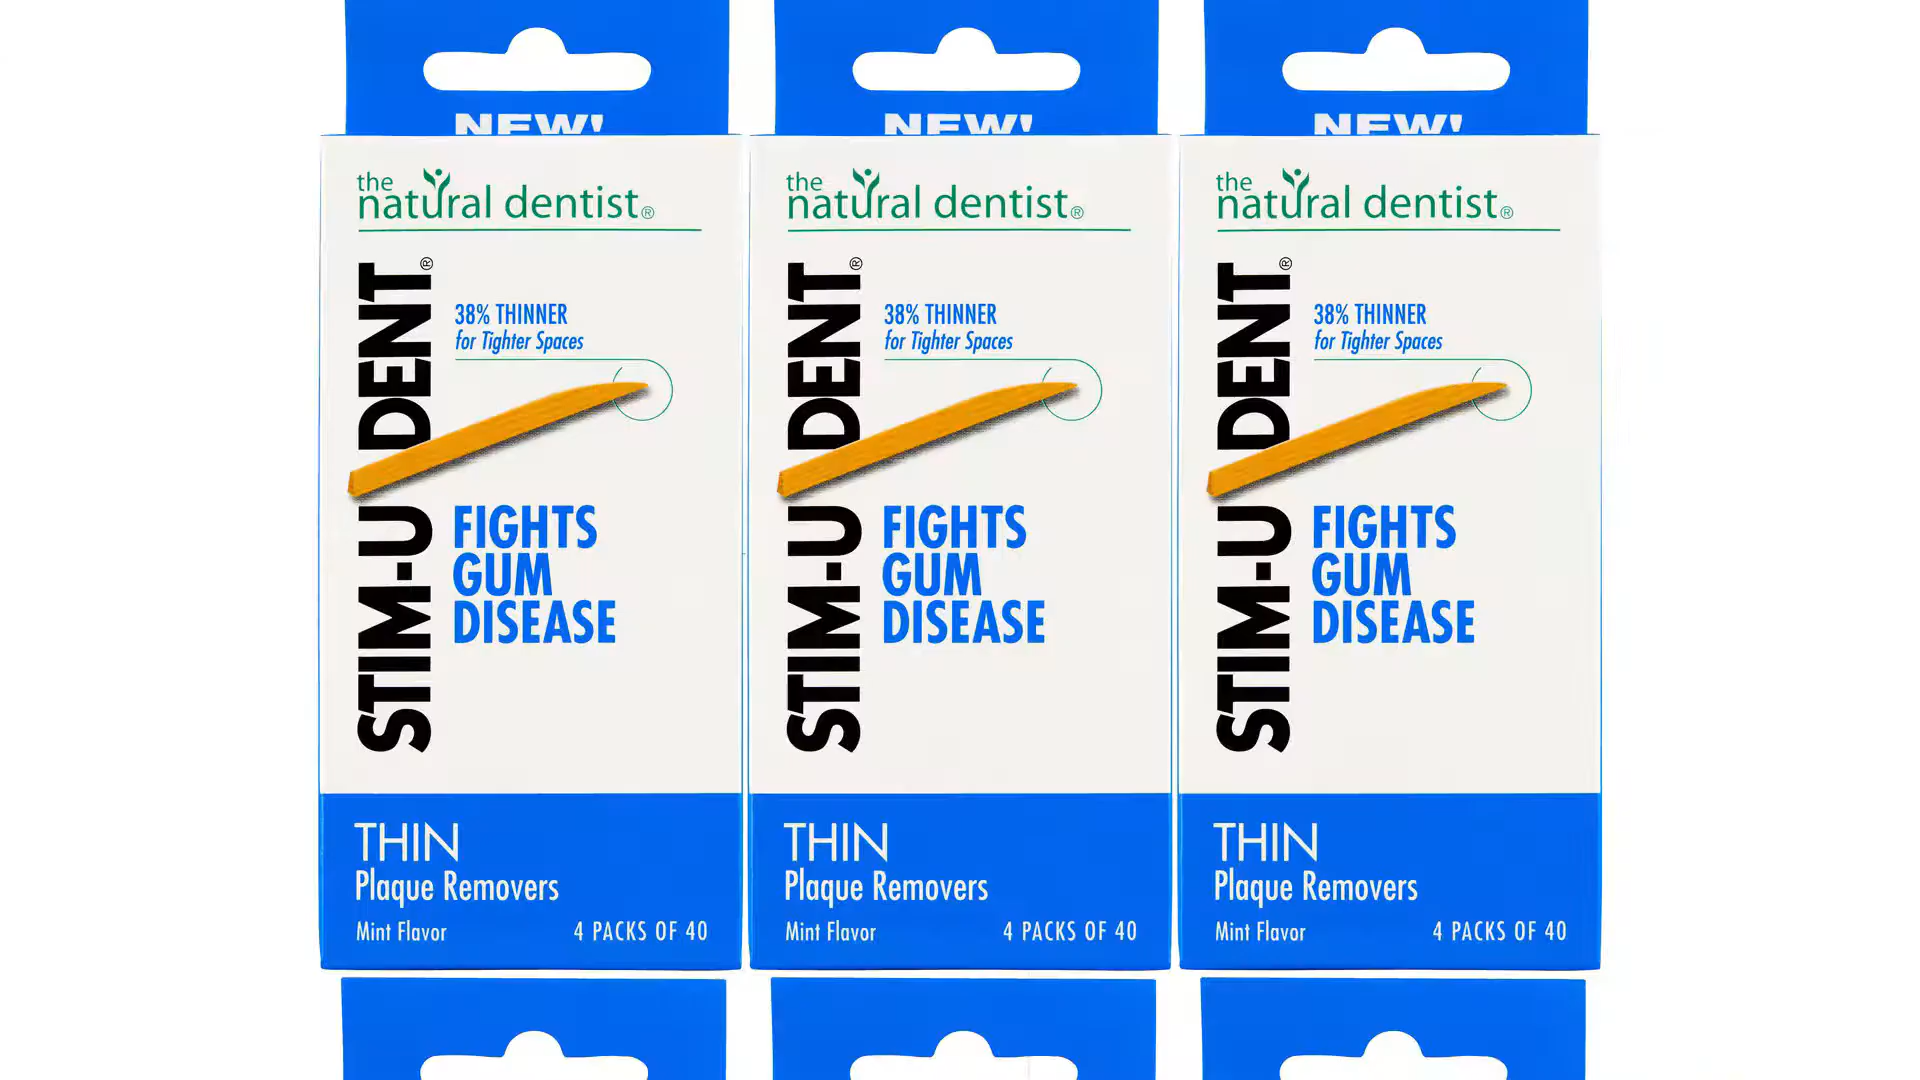 NEW!
the
natural dentist®
STIM-U DENT®
38% THINNER
for Tighter Spaces
FIGHTS
GUM
DISEASE
THIN
Plaque Removers
Mint Flavor
4 PACKS OF 40
NEW!
the
natural dentist®
STIM-U DENT®
38% THINNER
for Tighter Spaces
FIGHTS
GUM
DISEASE
THIN
Plaque Removers
Mint Flavor
4 PACKS OF 40
NEW!
the
natural dentist®
STIM-U DENT®
38% THINNER
for Tighter Spaces
FIGHTS
GUM
DISEASE
THIN
Plaque Removers
Mint Flavor
4 PACKS OF 40